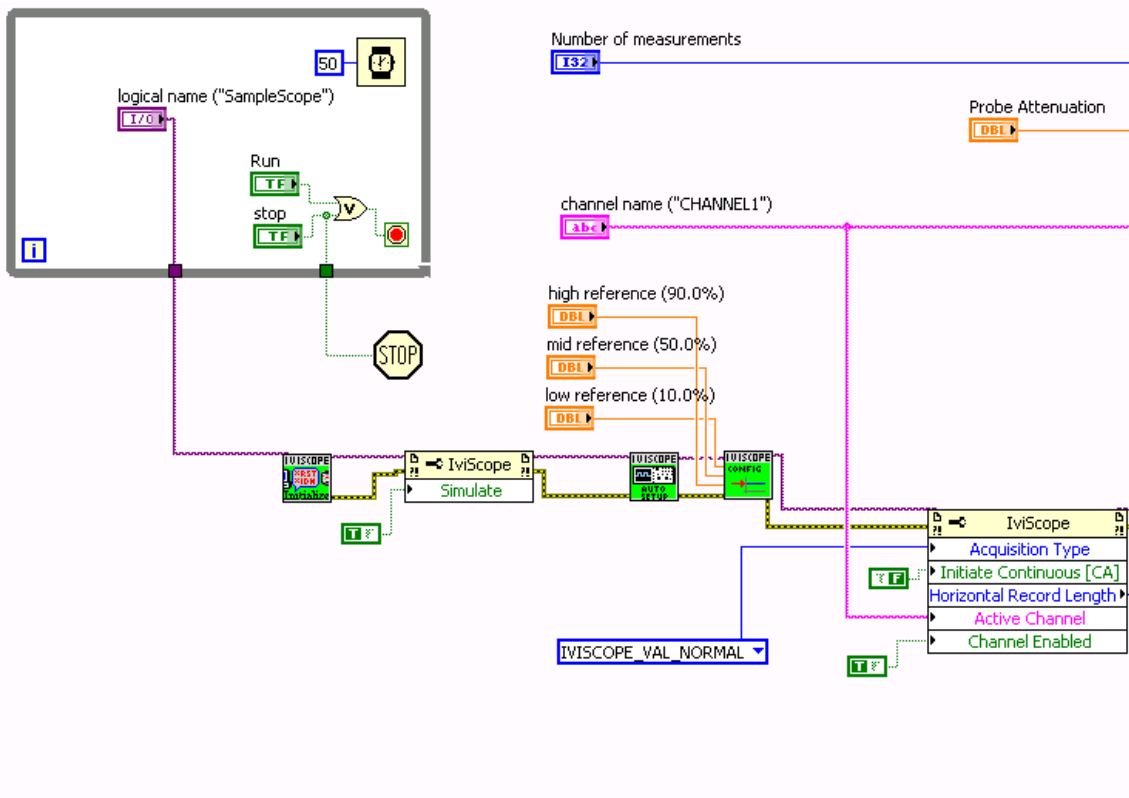 Number of measurements
I32
50
logical name ("SampleScope")
I/O
Probe Attenuation
DBL
Run
TF
stop
TF
V
channel name ("CHANNEL1")
abc
i
high reference (90.0%)
DBL
STOP
mid reference (50.0%)
DBL
low reference (10.0%)
DBL
IVISCOPE
*RST
*IDN
Initialize
IviScope
Simulate
IVISCOPE
AUTO
SETUP
IVISCOPE
CONFIG
T
IviScope
Acquisition Type
Initiate Continuous [CA]
F
Horizontal Record Length
Active Channel
Channel Enabled
IVISCOPE_VAL_NORMAL
T